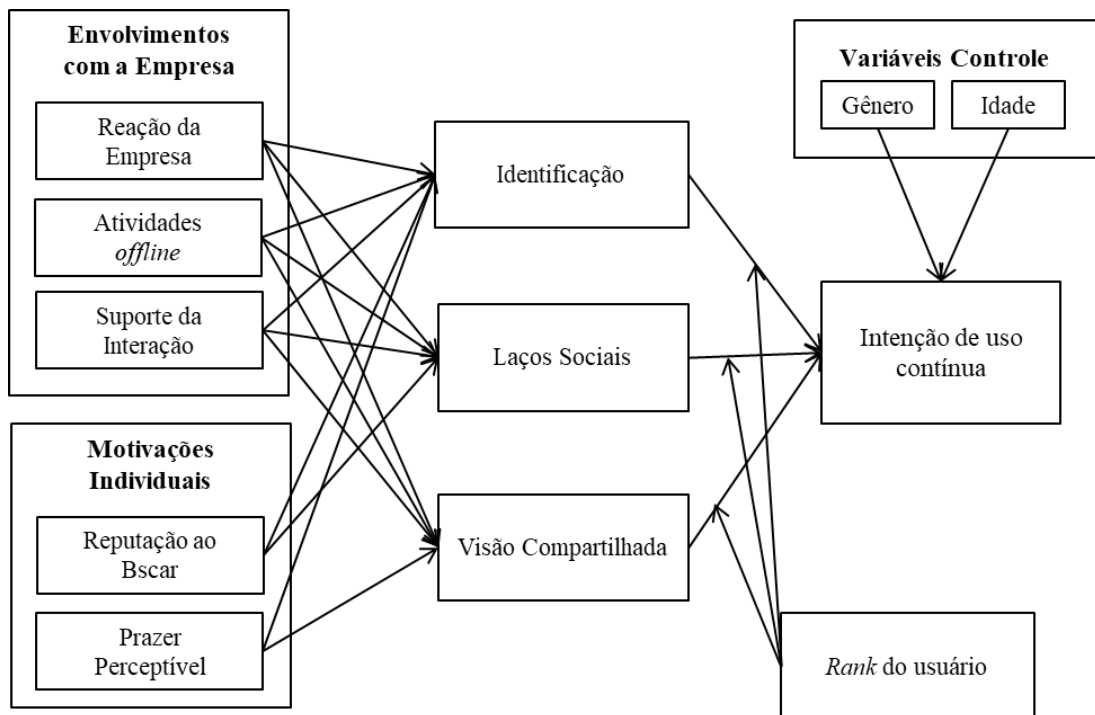 Envolvimentos
com a Empresa
Reação da
Empresa
Atividades
offline
Suporte da
Interação
Motivações
Individuais
Reputação ao
Bscar
Prazer
Perceptível
Identificação
Laços Sociais
Visão Compartilhada
Variáveis Controle
Gênero
Idade
Intenção de uso
contínua
Rank do usuário